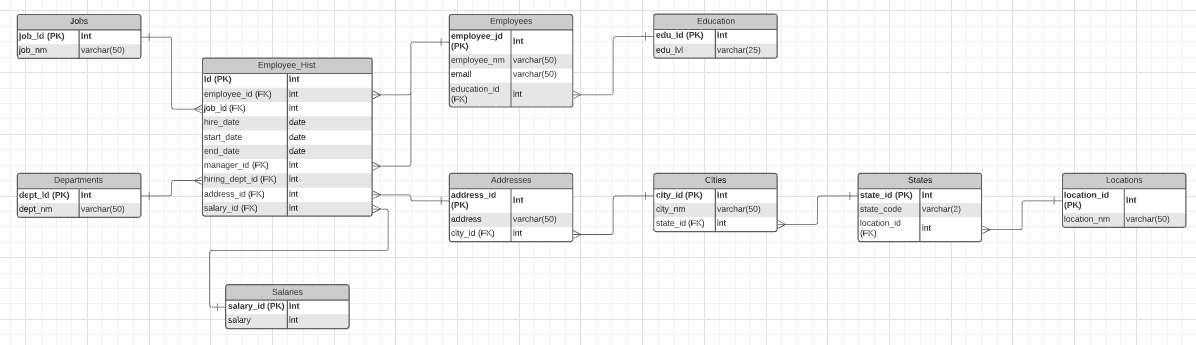 Jobs
job_id (PK) int
job_nm varchar(50)
Employee_Hist
id (PK) int
employee_id (FK) int
job_id (FK) int
hire_date date
start_date date
end_date date
manager_id (FK) int
hiring_dept_id (FK) int
address_id (FK) int
salary_id (FK) int
Departments
dept_id (PK) int
dept_nm varchar(50)
Salaries
salary_id (PK) int
salary int
Employees
employee_id
(PK) int
employee_nm varchar(50)
email varchar(50)
education_id
(FK) int
Education
edu_id (PK) int
edu_lvl varchar(25)
Addresses
address_id
(PK) int
address varchar(50)
city_id (FK) int
Cities
city_id (PK) int
city_nm varchar(50)
state_id (FK) int
States
state_id (PK) int
state_code varchar(2)
location_id
(FK) int
Locations
location_id
(PK) int
location_nm varchar(50)